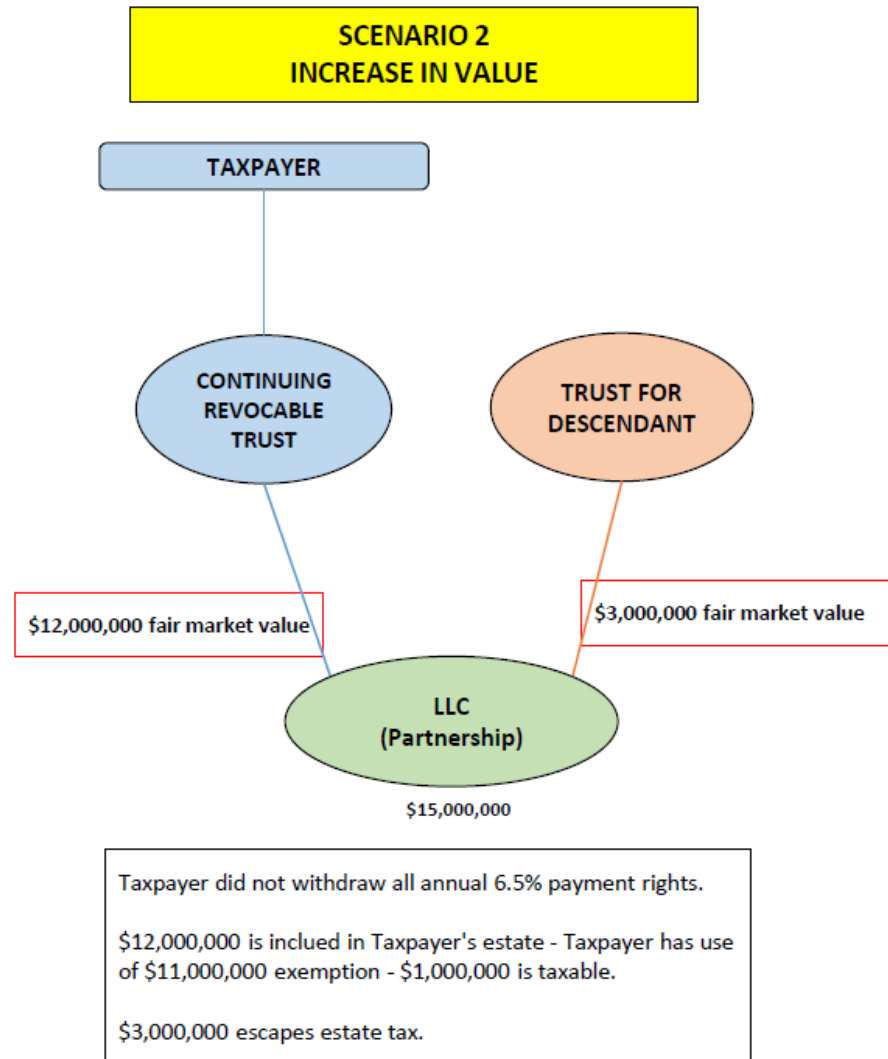 SCENARIO 2
INCREASE IN VALUE
TAXPAYER
CONTINUING
REVOCABLE
TRUST
TRUST FOR
DESCENDANT
$12,000,000 fair market value
$3,000,000 fair market value
LLC
(Partnership)
$15,000,000
Taxpayer did not withdraw all annual 6.5% payment rights.
$12,000,000 is inclued in Taxpayer's estate - Taxpayer has use
of $11,000,000 exemption - $1,000,000 is taxable.
$3,000,000 escapes estate tax.